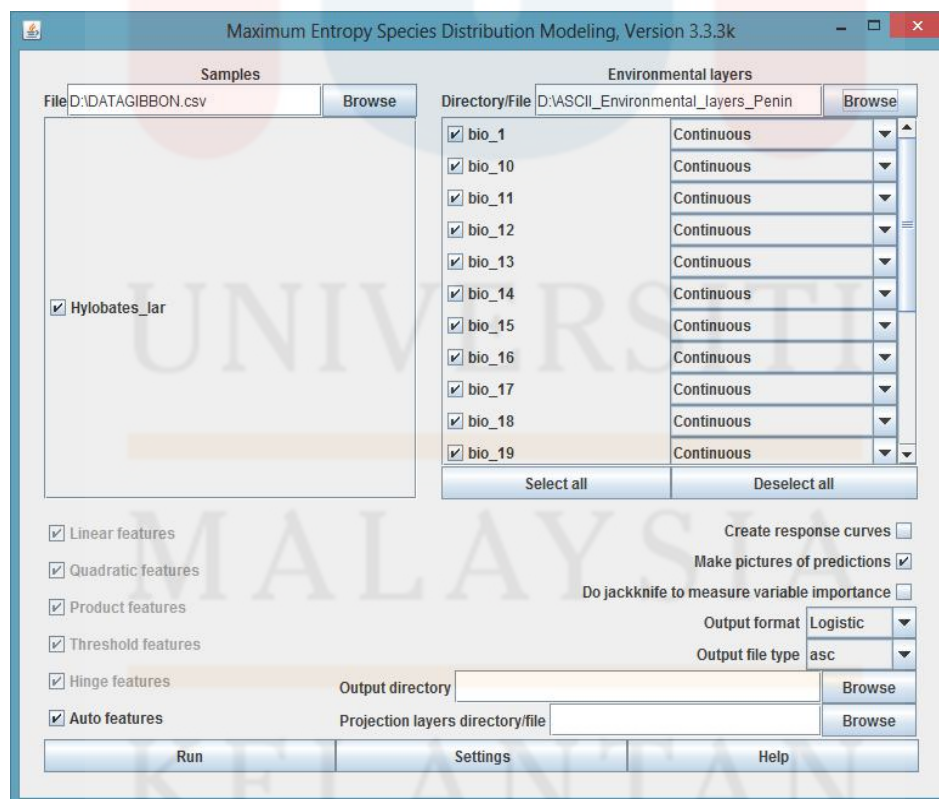 Maximum Entropy Species Distribution Modeling, Version 3.3.3k
Samples
Environmental layers
File D:\DATAGIBBON.csv Browse
Directory/File D:\ASCII_Environmental_layers_Penin Browse
Hylobates_lar
bio_1 Continuous
bio_10 Continuous
bio_11 Continuous
bio_12 Continuous
bio_13 Continuous
bio_14 Continuous
bio_15 Continuous
bio_16 Continuous
bio_17 Continuous
bio_18 Continuous
bio_19 Continuous
Select all Deselect all
Linear features
Quadratic features
Product features
Threshold features
Hinge features
Auto features
Create response curves
Make pictures of predictions
Do jackknife to measure variable importance
Output format Logistic
Output file type asc
Output directory Browse
Projection layers directory/file Browse
Run Settings Help
UNIVERSITI
MALAYSIA
KELANTAN